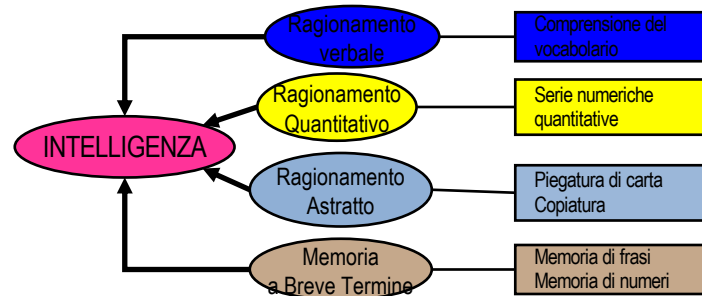 Ragionamento
verbale
Comprensione del
vocabolario
Ragionamento
Quantitativo
Serie numeriche
quantitative
INTELLIGENZA
Ragionamento
Astratto
Piegatura di carta
Copiatura
Memoria
a Breve Termine
Memoria di frasi
Memoria di numeri